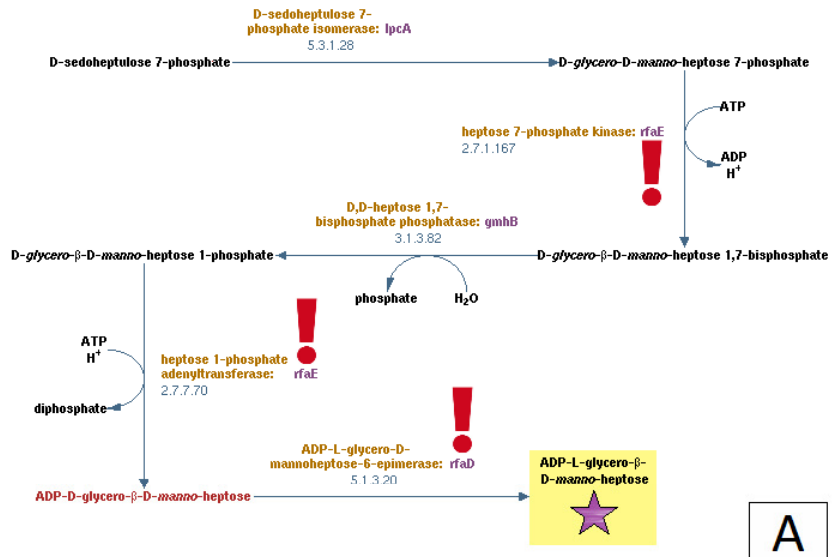 D-sedoheptulose 7-
phosphate isomerase: lpcA
5.3.1.28
D-sedoheptulose 7-phosphate
D-glycero-D-manno-heptose 7-phosphate
ATP
heptose 7-phosphate kinase: rfaE
2.7.1.167
ADP
H+
D,D-heptose 1,7-
bisphosphate phosphatase: gmhB
3.1.3.82
D-glycero-β-D-manno-heptose 1-phosphate
D-glycero-β-D-manno-heptose 1,7-bisphosphate
phosphate
H2O
ATP
H+
heptose 1-phosphate
adenyltransferase: rfaE
2.7.7.70
diphosphate
ADP-L-glycero-D-
mannoheptose-6-epimerase: rfaD
5.1.3.20
ADP-D-glycero-β-D-manno-heptose
ADP-L-glycero-β-
D-manno-heptose
A